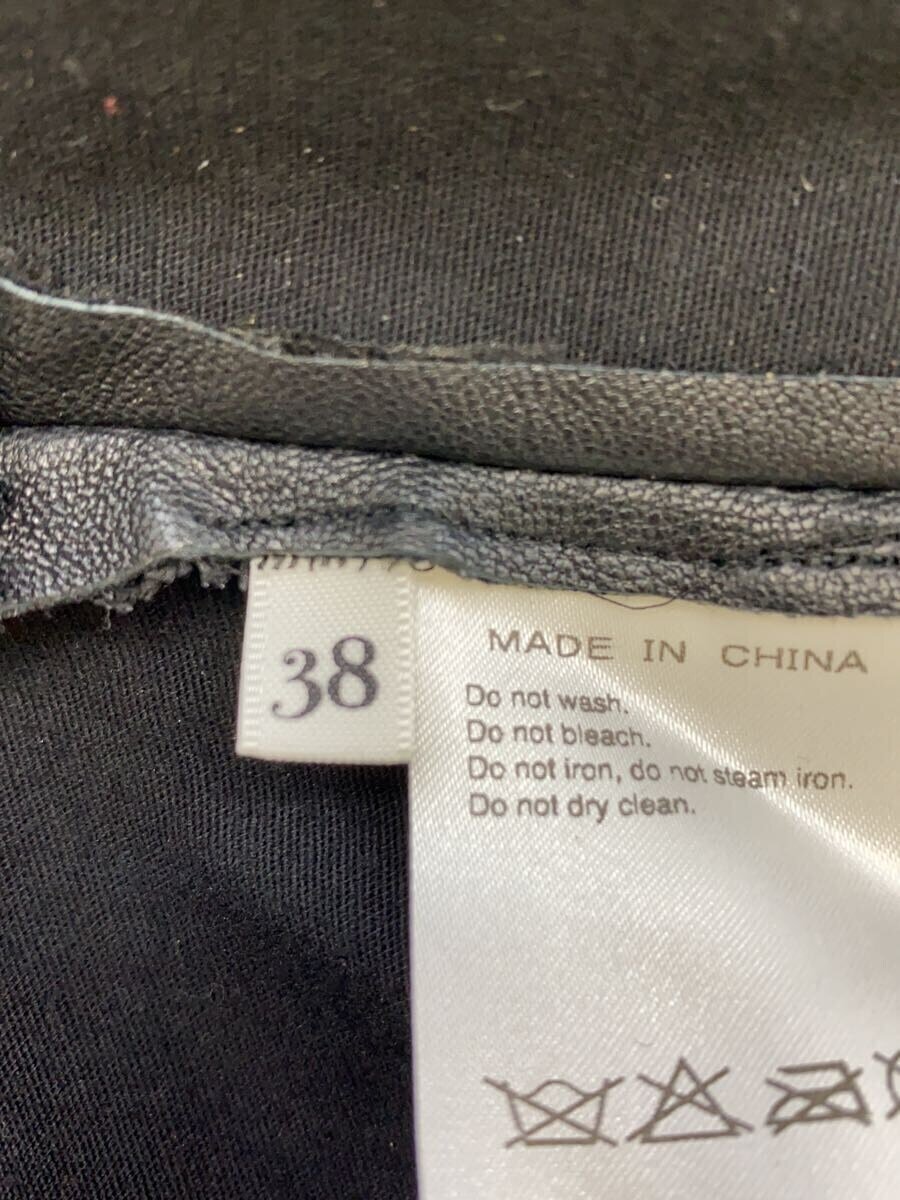 38
MADE IN CHINA
Do not wash.
Do not bleach.
Do not iron, do not steam iron.
Do not dry clean.